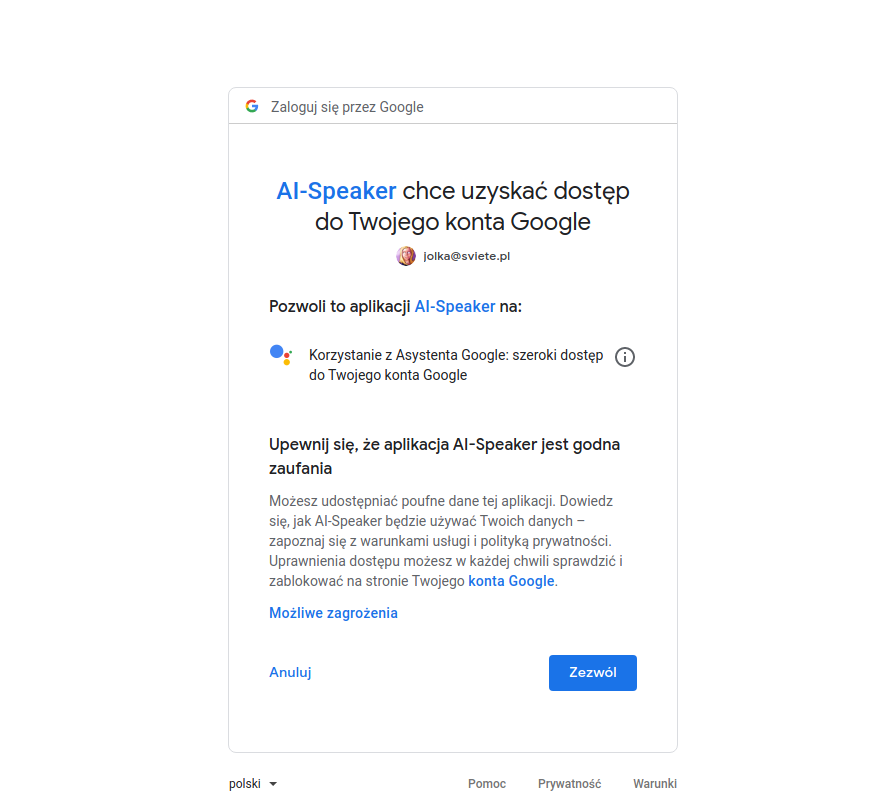 Zaloguj się przez Google
AI-Speaker chce uzyskać dostęp
do Twojego konta Google
jolka@sviete.pl
Pozwoli to aplikacji AI-Speaker na:
Korzystanie z Asystenta Google: szeroki dostęp
do Twojego konta Google
Upewnij się, że aplikacja AI-Speaker jest godna
zaufania
Możesz udostępniać poufne dane tej aplikacji. Dowiedz
się, jak AI-Speaker będzie używać Twoich danych –
zapoznaj się z warunkami usługi i polityką prywatności.
Uprawnienia dostępu możesz w każdej chwili sprawdzić i
zablokować na stronie Twojego konta Google.
Możliwe zagrożenia
Anuluj Zezwól
polski Pomoc Prywatność Warunki